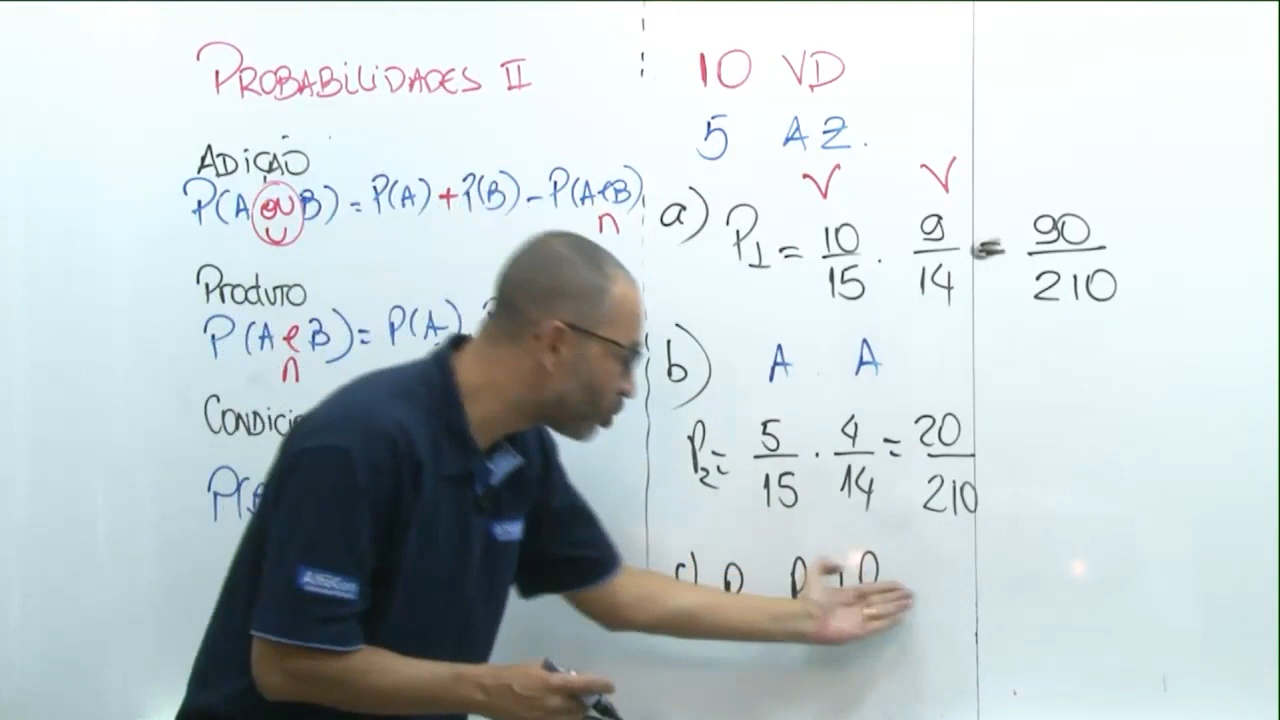 PROBABILIDADES II
ADIÇÃO
P(A ou B) = P(A) + P(B) - P(A e B)
U
∩
PRODUTO
P(A e B) = P(A)
∩
P(
10 VD
5 AZ.
V V
a) P1 = 10/15 . 9/14 = 90/210
b) A . A
P2 = 5/15 . 4/14 = 20/210
c) P